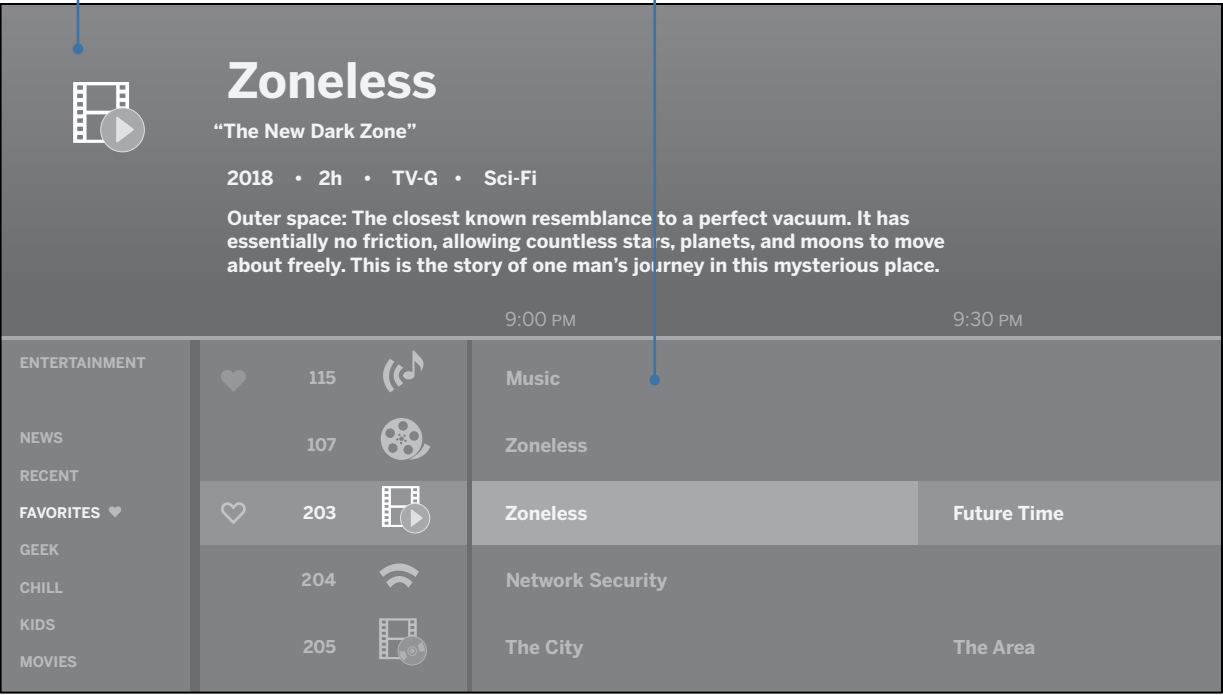 Zoneless
“The New Dark Zone”
2018 • 2h • TV-G • Sci-Fi
Outer space: The closest known resemblance to a perfect vacuum. It has
essentially no friction, allowing countless stars, planets, and moons to move
about freely. This is the story of one man’s journey in this mysterious place.
9:00 PM 9:30 PM
ENTERTAINMENT
NEWS
RECENT
FAVORITES
GEEK
CHILL
KIDS
MOVIES
115 Music
107 Zoneless
203 Zoneless Future Time
204 Network Security
205 The City The Area